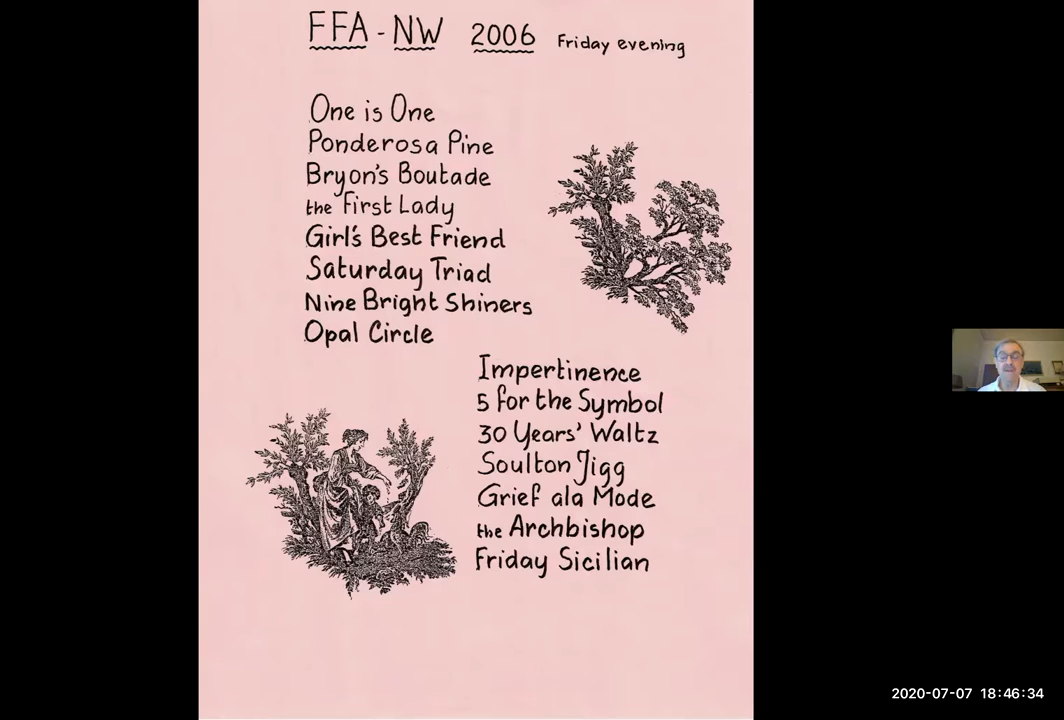 FFA - NW 2006 Friday evening
One is One
Ponderosa Pine
Bryon's Boutade
the First Lady
Girl's Best Friend
Saturday Triad
Nine Bright Shiners
Opal Circle
Impertinence
5 for the Symbol
30 Years' Waltz
Soulton Jigg
Grief ala Mode
the Archbishop
Friday Sicilian
2020-07-07 18:46:34